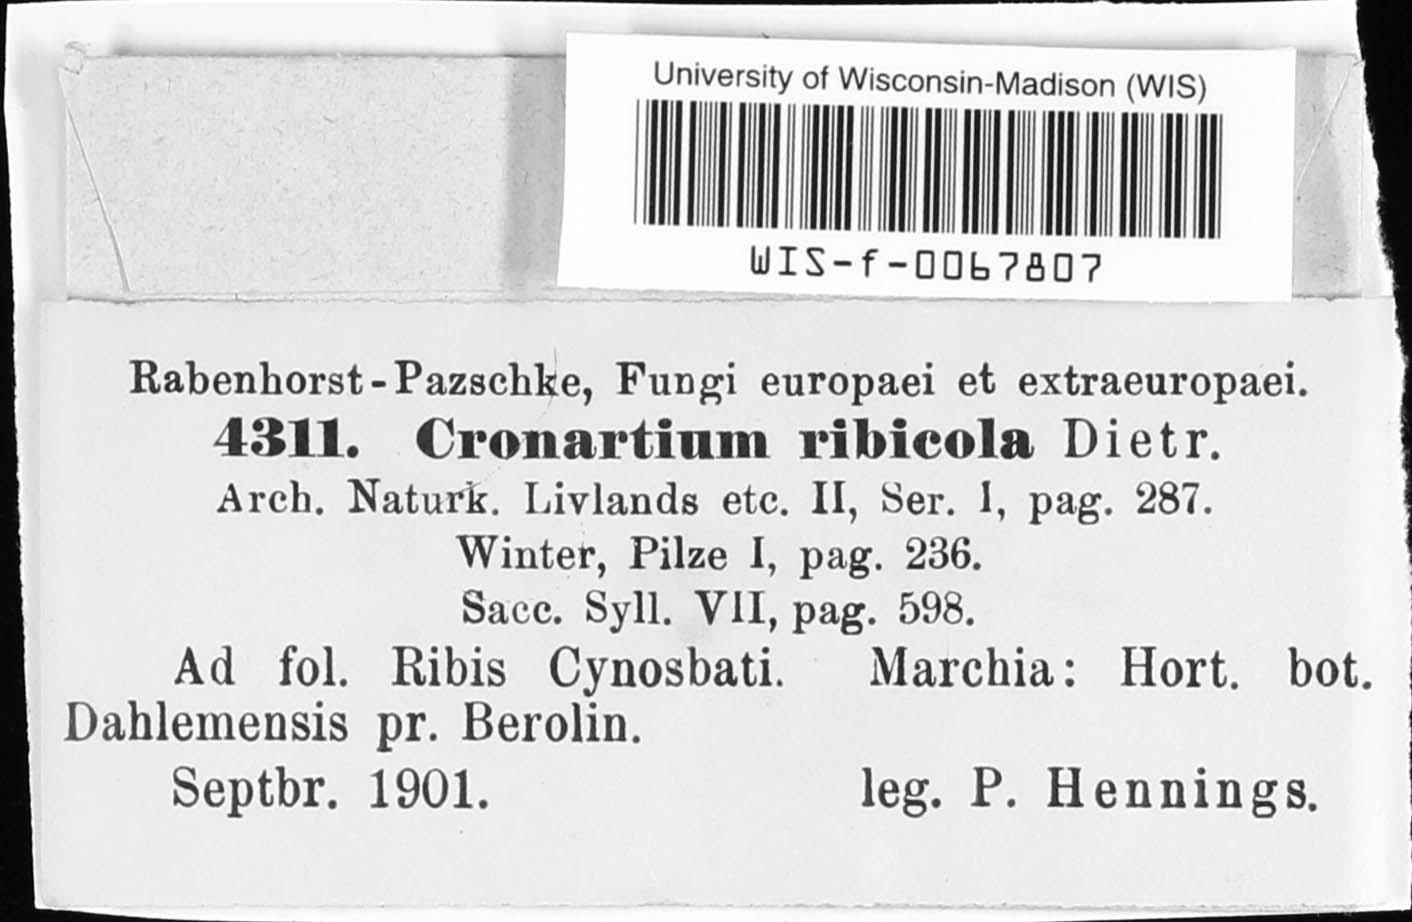 University of Wisconsin-Madison (WIS)
WIS-f-0067807
Rabenhorst-Pazschke, Fungi europaei et extraeuropaei.
4311. Cronartium ribicola Dietr.
Arch. Naturk. Livlands etc. II, Ser. I, pag. 287.
Winter, Pilze I, pag. 236.
Sacc. Syll. VII, pag. 598.
Ad fol. Ribis Cynosbati. Marchia: Hort. bot.
Dahlemensis pr. Berolin.
Septbr. 1901. leg. P. Hennings.